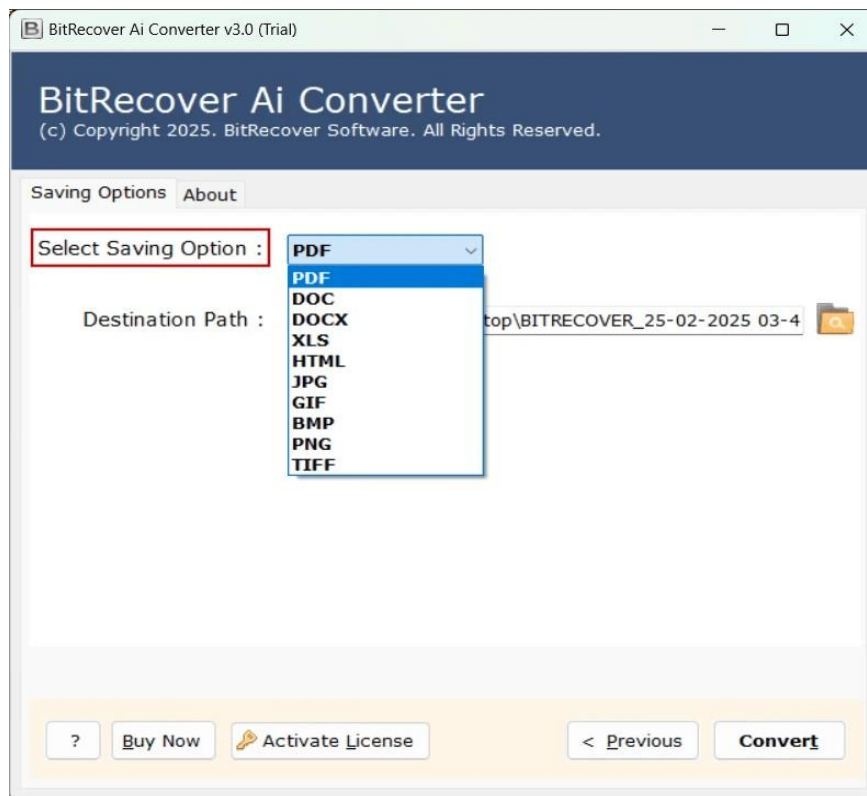 BitRecover Ai Converter v3.0 (Trial)
BitRecover Ai Converter
(c) Copyright 2025. BitRecover Software. All Rights Reserved.
Saving Options About
Select Saving Option : PDF
PDF
DOC
Destination Path : DOCX top\BITRECOVER_25-02-2025 03-4
XLS
HTML
JPG
GIF
BMP
PNG
TIFF
? Buy Now Activate License < Previous Convert